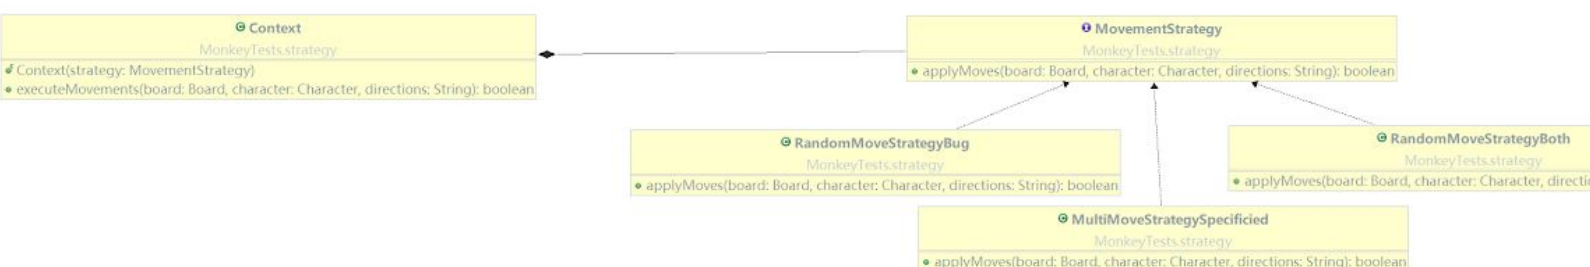 Context
MonkeyTests.strategy
Context(strategy: MovementStrategy)
executeMovements(board: Board, character: Character, directions: String): boolean
MovementStrategy
MonkeyTests.strategy
applyMoves(board: Board, character: Character, directions: String): boolean
RandomMoveStrategyBug
MonkeyTests.strategy
applyMoves(board: Board, character: Character, directions: String): boolean
RandomMoveStrategyBoth
MonkeyTests.strategy
applyMoves(board: Board, character: Character, directi
MultiMoveStrategySpecificied
MonkeyTests.strategy
applyMoves(board: Board, character: Character, directions: String): boolean